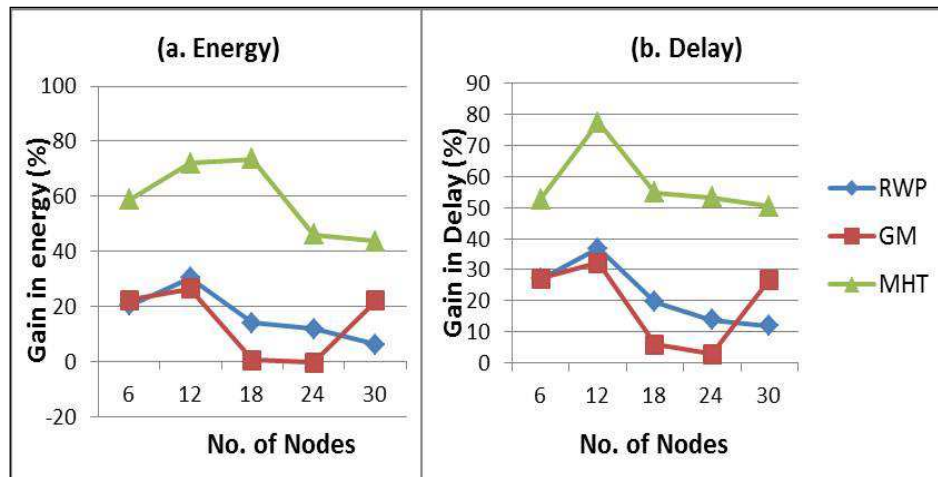 (a. Energy)
Gain in energy (%)
100
80
60
40
20
0
-20
6 12 18 24 30
No. of Nodes
(b. Delay)
Gain in Delay (%)
90
80
70
60
50
40
30
20
10
0
6 12 18 24 30
No. of Nodes
RWP
GM
MHT